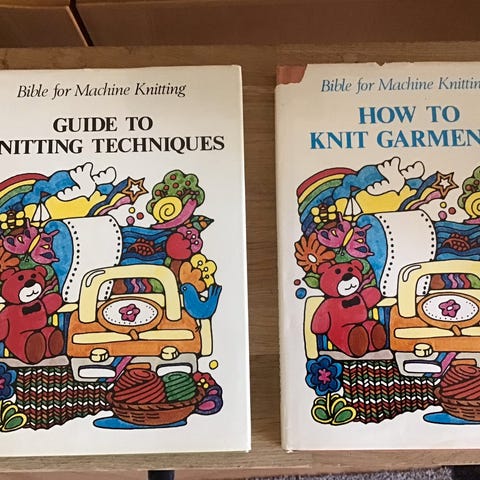 Bible for Machine Knitting
GUIDE TO
NITTING TECHNIQUES
Bible for Machine Knittin
HOW TO
KNIT GARMEN